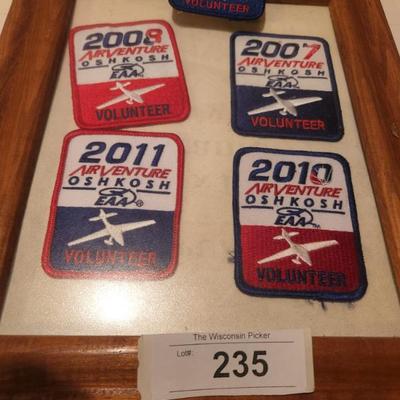 VOLUNTEER
2008
AIRVENTURE
OSHKOSH
EAA
VOLUNTEER
2007
AIRVENTURE
OSHKOSH
EAA
VOLUNTEER
2011
AIRVENTURE
OSHKOSH
EAA®
VOLUNTEER
2010
AIRVENTURE
OSHKOSH
EAA
VOLUNTEER
The Wisconsin Picker
Lot#:
235